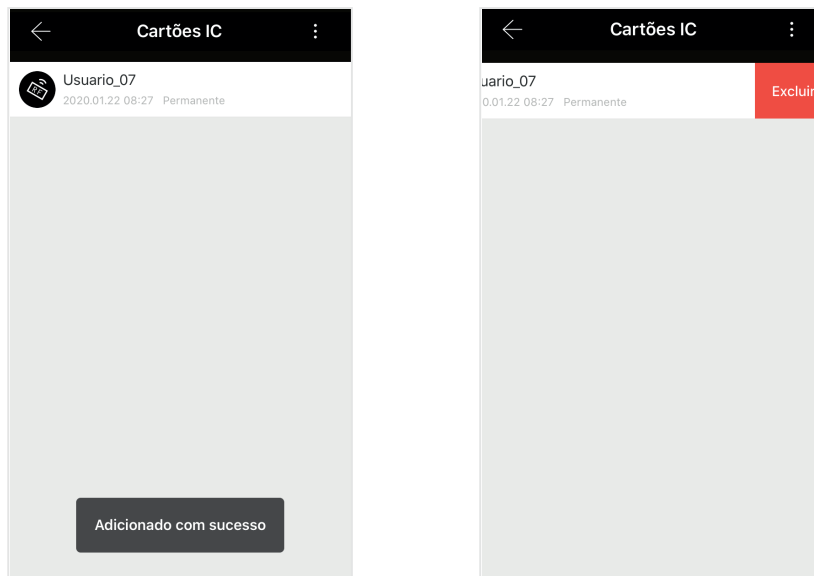 Cartões IC
Usuario_07
2020.01.22 08:27 Permanente
RF
Adicionado com sucesso
Cartões IC
uario_07
0.01.22 08:27 Permanente
Excluir